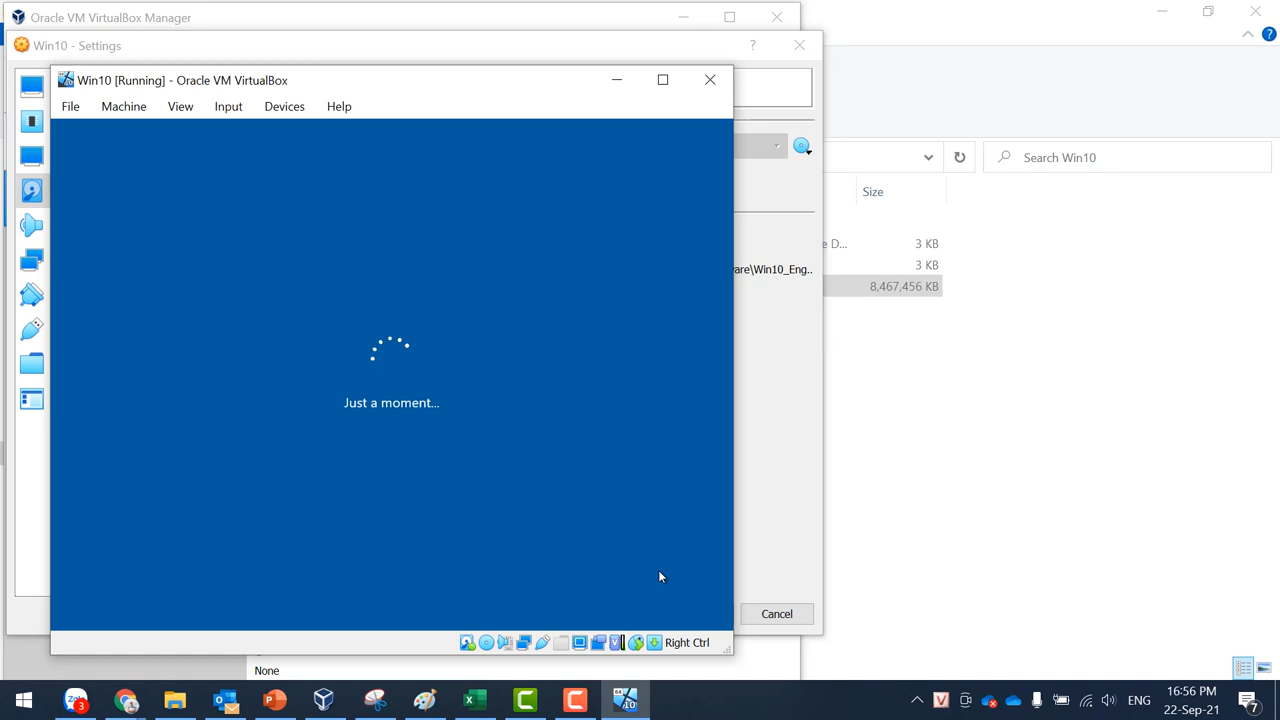 Oracle VM VirtualBox Manager
Win10 - Settings
Win10 [Running] - Oracle VM VirtualBox
File Machine View Input Devices Help
Search Win10
Size
e D... 3 KB
3 KB
are\Win10_Eng..
8,467,456 KB
Just a moment...
Cancel
Right Ctrl
None
ENG
16:56 PM
22-Sep-21
7
3